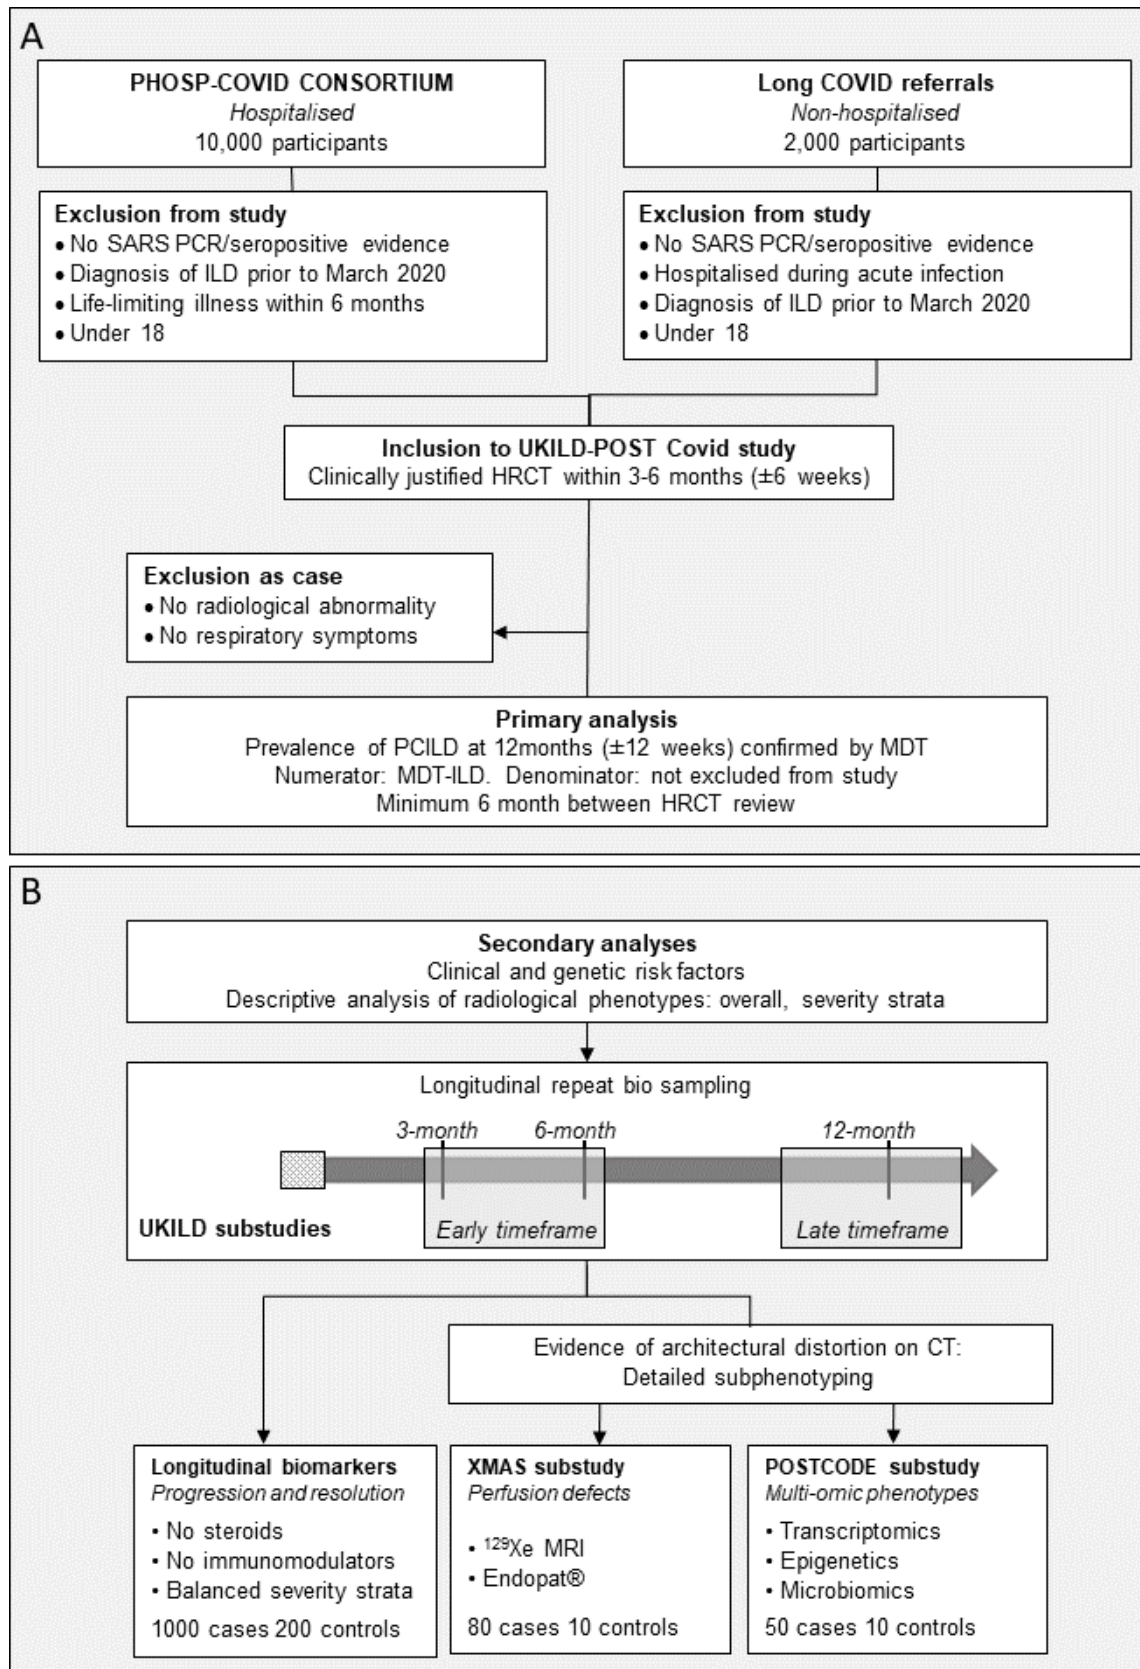 A
PHOSP-COVID CONSORTIUM
Hospitalised
10,000 participants
Long COVID referrals
Non-hospitalised
2,000 participants
Exclusion from study
• No SARS PCR/seropositive evidence
• Diagnosis of ILD prior to March 2020
• Life-limiting illness within 6 months
• Under 18
Exclusion from study
• No SARS PCR/seropositive evidence
• Hospitalised during acute infection
• Diagnosis of ILD prior to March 2020
• Under 18
Inclusion to UKILD-POST Covid study
Clinically justified HRCT within 3-6 months (±6 weeks)
Exclusion as case
• No radiological abnormality
• No respiratory symptoms
Primary analysis
Prevalence of PCILD at 12months (±12 weeks) confirmed by MDT
Numerator: MDT-ILD. Denominator: not excluded from study
Minimum 6 month between HRCT review
B
Secondary analyses
Clinical and genetic risk factors
Descriptive analysis of radiological phenotypes: overall, severity strata
Longitudinal repeat bio sampling
3-month 6-month 12-month
UKILD substudies Early timeframe Late timeframe
Evidence of architectural distortion on CT:
Detailed subphenotyping
Longitudinal biomarkers
Progression and resolution
• No steroids
• No immunomodulators
• Balanced severity strata
1000 cases 200 controls
XMAS substudy
Perfusion defects
• ¹²⁹Xe MRI
• Endopat®
80 cases 10 controls
POSTCODE substudy
Multi-omic phenotypes
• Transcriptomics
• Epigenetics
• Microbiomics
50 cases 10 controls